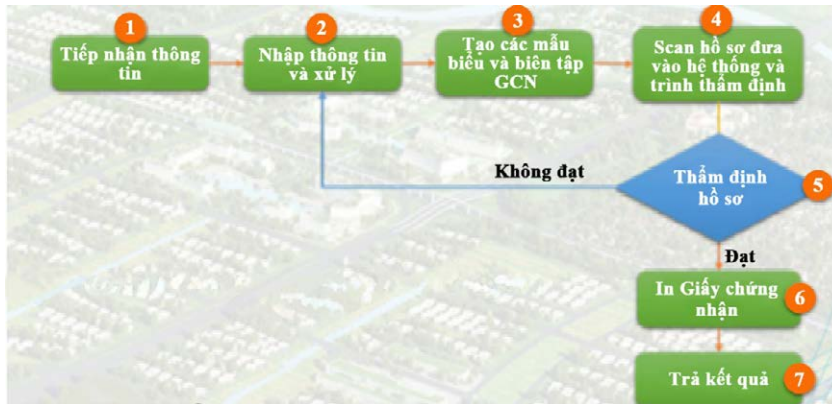 1
Tiếp nhận thông
tin
2
Nhập thông tin
và xử lý
3
Tạo các mẫu
biểu và biên tập
GCN
4
Scan hồ sơ đưa
vào hệ thống và
trình thẩm định
Không đạt
Thẩm định
hồ sơ
5
Đạt
In Giấy chứng
nhận
6
Trả kết quả
7